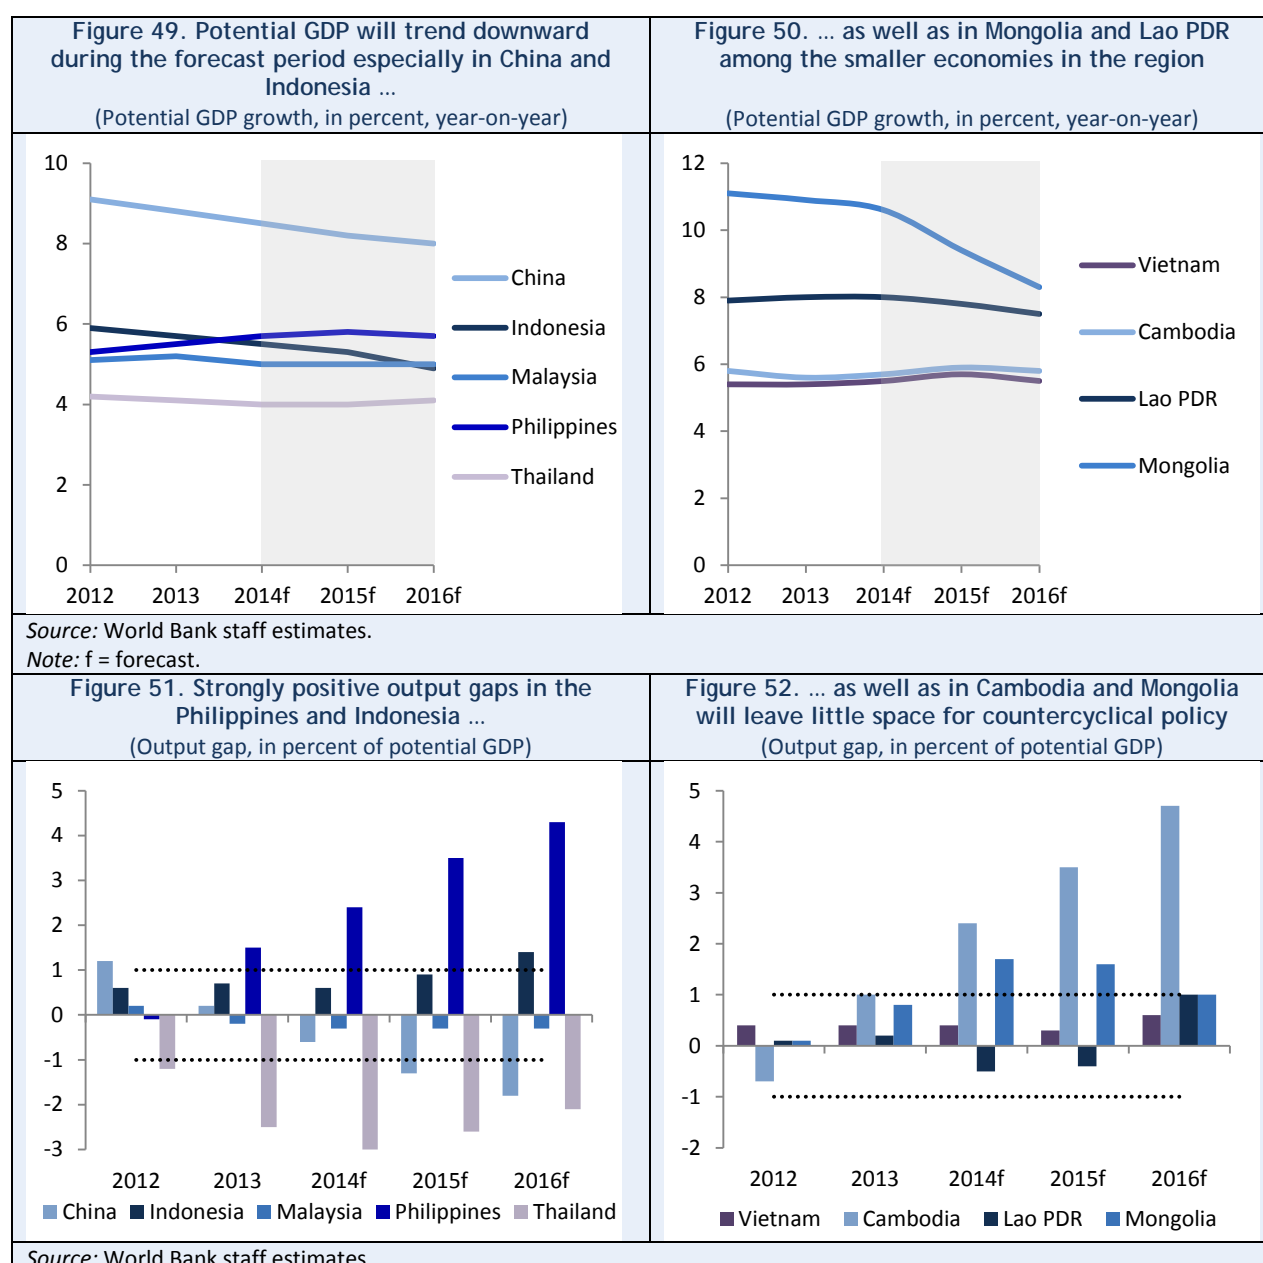 Figure 49. Potential GDP will trend downward
during the forecast period especially in China and
Indonesia ...
(Potential GDP growth, in percent, year-on-year)
10
8
6
4
2
0
2012 2013 2014f 2015f 2016f
China
Indonesia
Malaysia
Philippines
Thailand
Figure 50. ... as well as in Mongolia and Lao PDR
among the smaller economies in the region
(Potential GDP growth, in percent, year-on-year)
12
10
8
6
4
2
0
2012 2013 2014f 2015f 2016f
Vietnam
Cambodia
Lao PDR
Mongolia
Source: World Bank staff estimates.
Note: f = forecast.
Figure 51. Strongly positive output gaps in the
Philippines and Indonesia ...
(Output gap, in percent of potential GDP)
5
4
3
2
1
0
-1
-2
-3
2012 2013 2014f 2015f 2016f
China Indonesia Malaysia Philippines Thailand
Figure 52. ... as well as in Cambodia and Mongolia
will leave little space for countercyclical policy
(Output gap, in percent of potential GDP)
5
4
3
2
1
0
-1
-2
2012 2013 2014f 2015f 2016f
Vietnam Cambodia Lao PDR Mongolia
Source: World Bank staff estimates